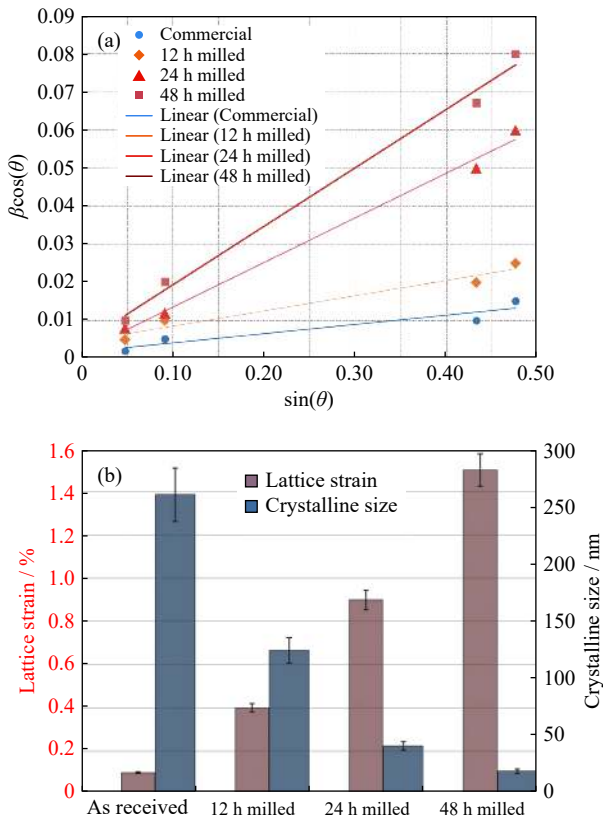 0.09
(a)
Commercial
0.08
12 h milled
0.07
24 h milled
48 h milled
0.06
Linear (Commercial)
0.05
Linear (12 h milled)
Linear (24 h milled)
0.04
Linear (48 h milled)
0.03
0.02
0.01
0
βcos(θ)
0 0.10 0.20 0.30 0.40 0.50
sin(θ)
1.6 300
(b)
Lattice strain
1.4
Crystalline size
250
1.2
200
1.0
0.8 150
0.6
100
0.4
50
0.2
0 0
Lattice strain / %
Crystalline size / nm
As received 12 h milled 24 h milled 48 h milled